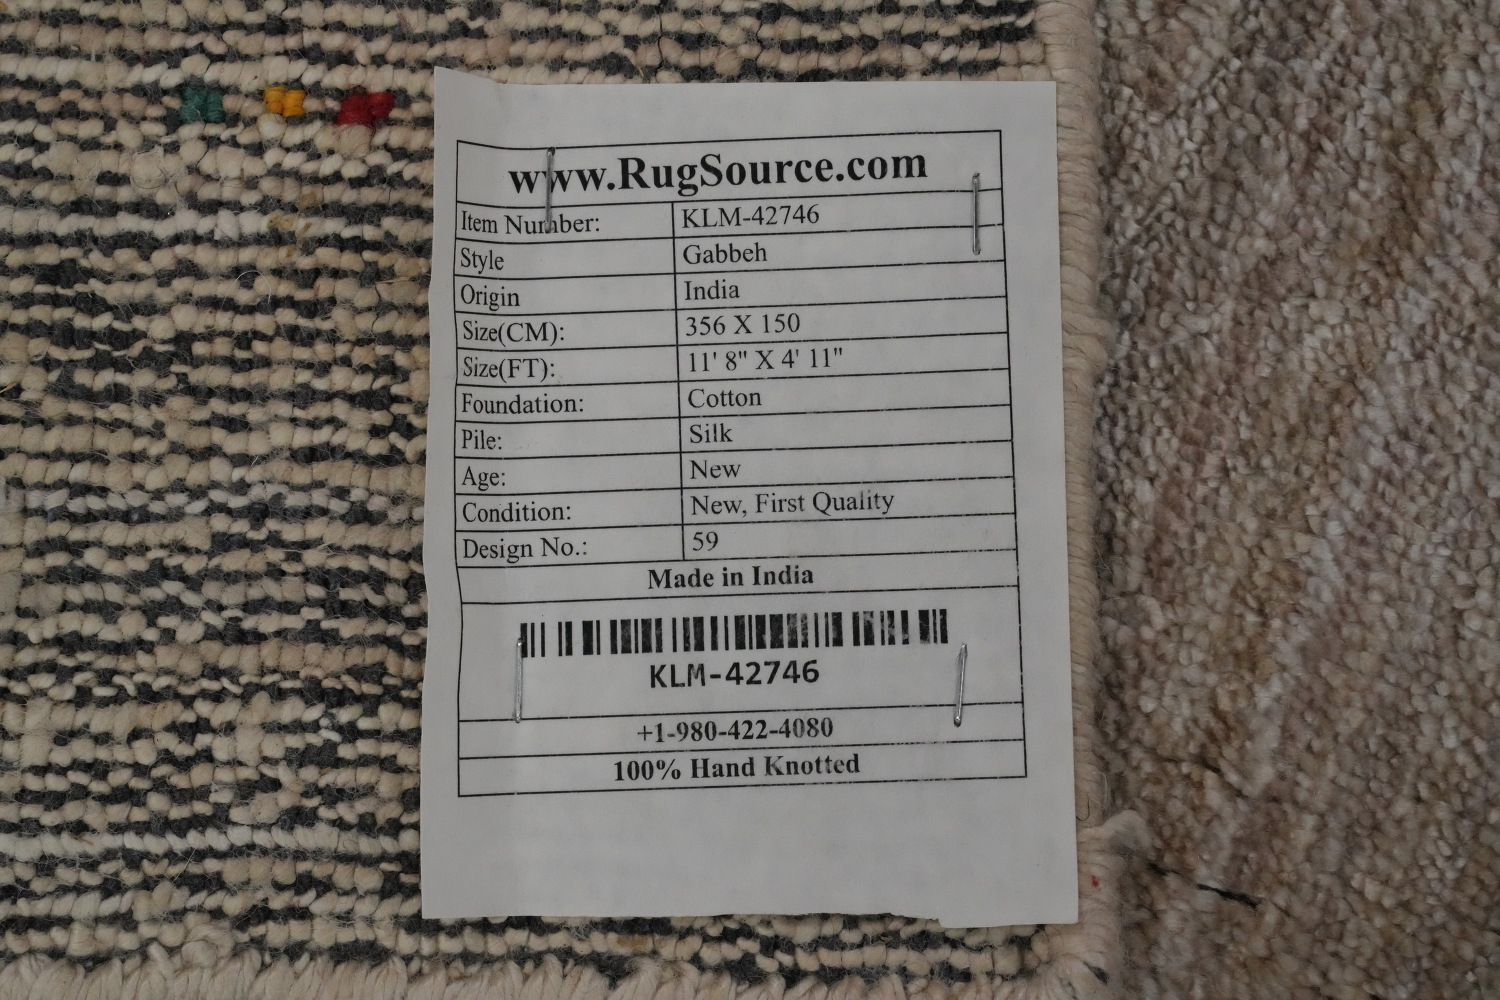 www.RugSource.com
Item Number: KLM-42746
Style Gabbeh
Origin India
Size(CM): 356 X 150
Size(FT): 11' 8" X 4' 11"
Foundation: Cotton
Pile: Silk
Age: New
Condition: New, First Quality
Design No.: 59
Made in India
KLM-42746
+1-980-422-4080
100% Hand Knotted